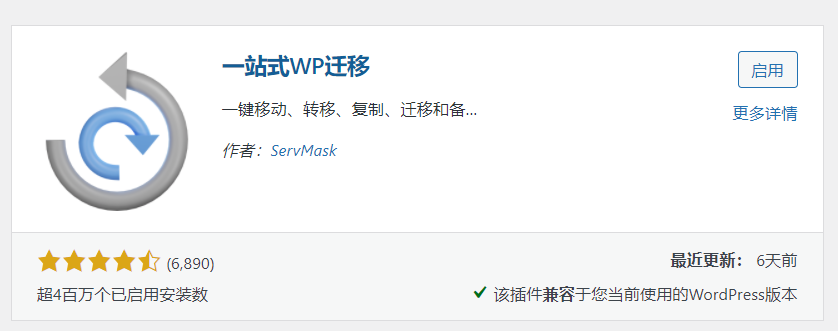 一站式WP迁移
启用
一键移动、转移、复制、迁移和备...
更多详情
作者：ServMask
(6,890)
最近更新： 6天前
超4百万个已启用安装数
该插件兼容于您当前使用的WordPress版本